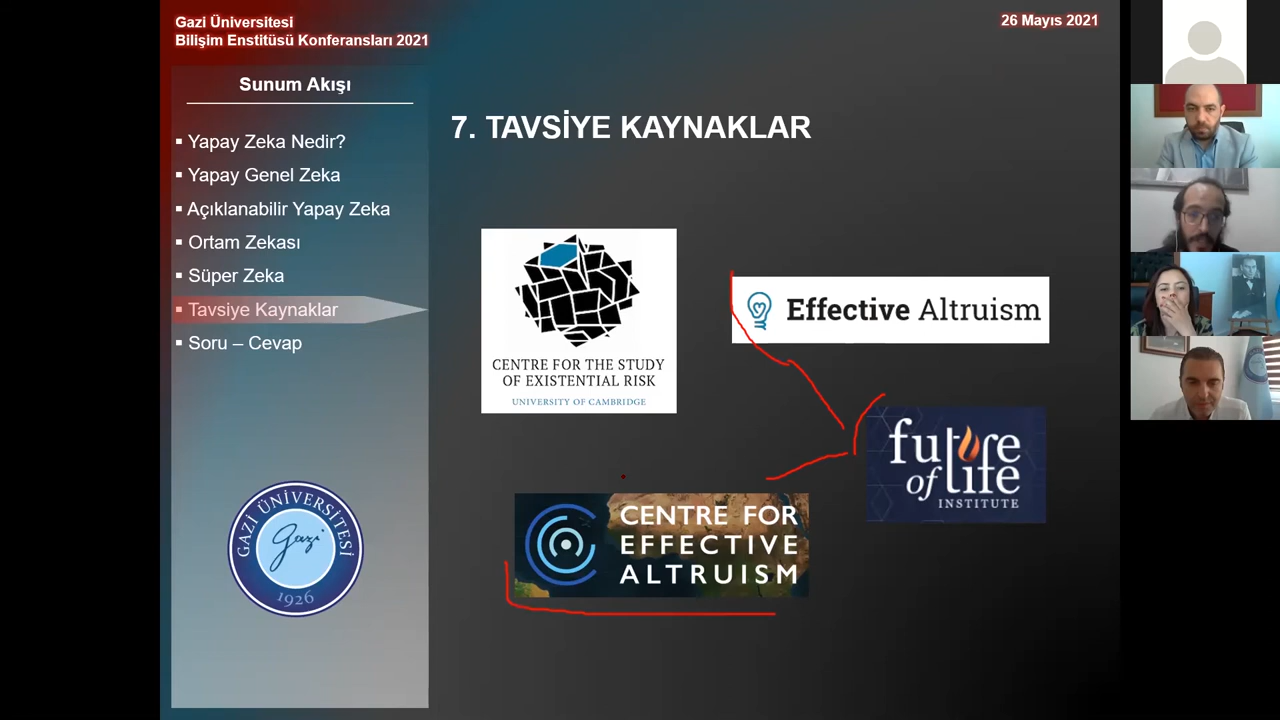 Gazi Üniversitesi
Bilişim Enstitüsü Konferansları 2021
26 Mayıs 2021
Sunum Akışı
▪ Yapay Zeka Nedir?
▪ Yapay Genel Zeka
▪ Açıklanabilir Yapay Zeka
▪ Ortam Zekası
▪ Süper Zeka
▪ Tavsiye Kaynaklar
▪ Soru – Cevap
GAZİ ÜNİVERSİTESİ
Gazi
1926
7. TAVSİYE KAYNAKLAR
CENTRE FOR THE STUDY
OF EXISTENTIAL RISK
UNIVERSITY OF CAMBRIDGE
Effective Altruism
future
of life
INSTITUTE
CENTRE FOR
EFFECTIVE
ALTRUISM